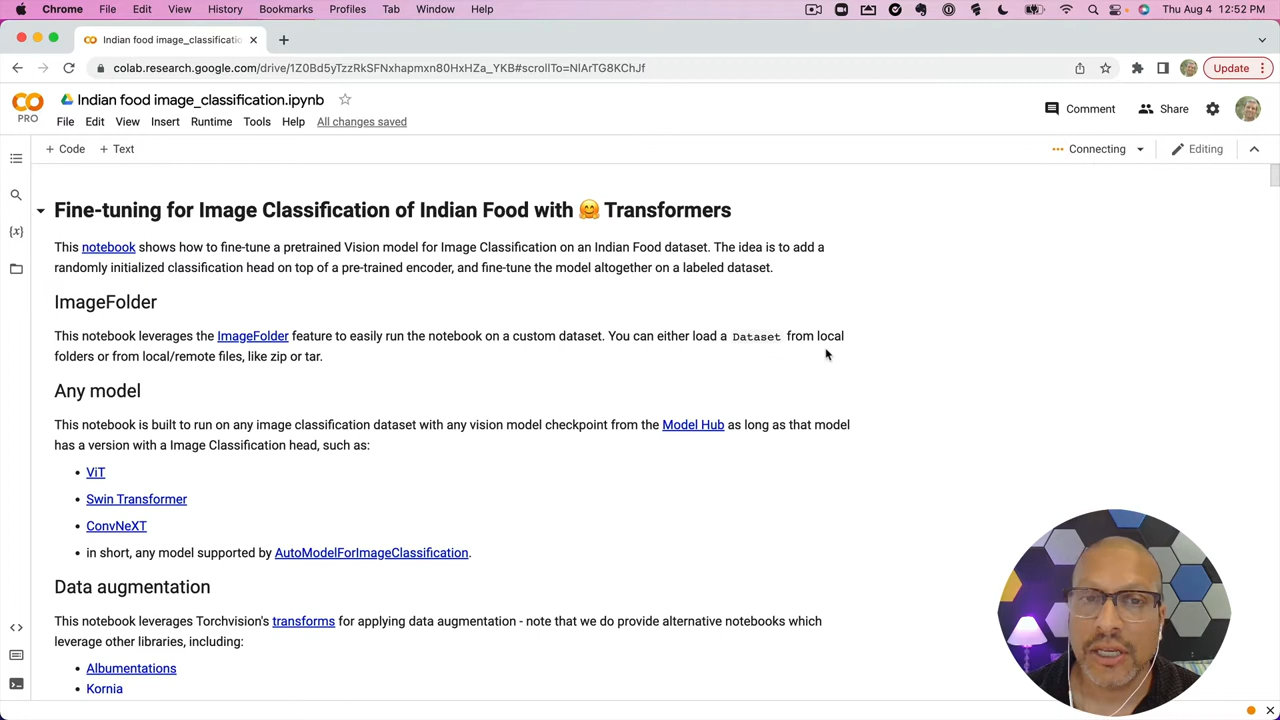 Chrome File Edit View History Bookmarks Profiles Tab Window Help Thu Aug 4 12:52 PM
Indian food image_classificatio
colab.research.google.com/drive/1Z0Bd5yTzzRkSFNxhapmxn80HxHZa_YKB#scrollTo=NlArTG8KChJf Update
Indian food image_classification.ipynb
PRO
File Edit View Insert Runtime Tools Help All changes saved
Comment Share
+ Code + Text Connecting Editing
Fine-tuning for Image Classification of Indian Food with 🤗 Transformers
This notebook shows how to fine-tune a pretrained Vision model for Image Classification on an Indian Food dataset. The idea is to add a
randomly initialized classification head on top of a pre-trained encoder, and fine-tune the model altogether on a labeled dataset.
ImageFolder
This notebook leverages the ImageFolder feature to easily run the notebook on a custom dataset. You can either load a Dataset from local
folders or from local/remote files, like zip or tar.
Any model
This notebook is built to run on any image classification dataset with any vision model checkpoint from the Model Hub as long as that model
has a version with a Image Classification head, such as:
• ViT
• Swin Transformer
• ConvNeXT
• in short, any model supported by AutoModelForImageClassification.
Data augmentation
This notebook leverages Torchvision's transforms for applying data augmentation - note that we do provide alternative notebooks which
leverage other libraries, including:
• Albumentations
• Kornia